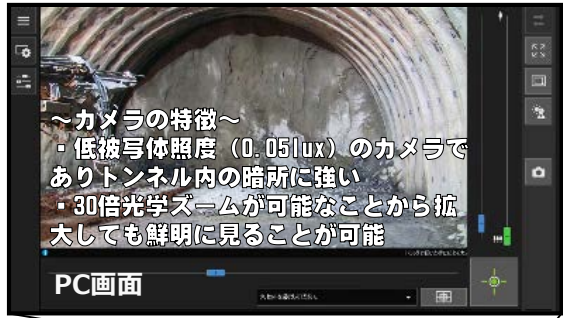 ～カメラの特徴～
・低被写体照度（0.05lux）のカメラで
ありトンネル内の暗所に強い
・30倍光学ズームが可能なことから拡
大しても鮮明に見ることが可能
PC画面